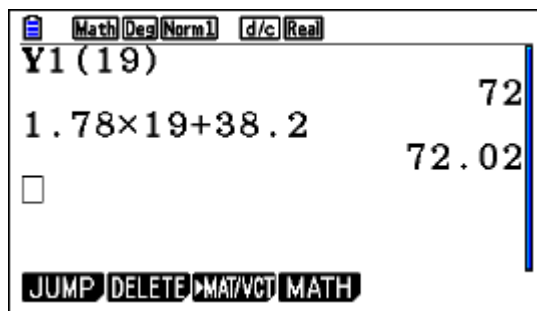 Math Deg Norm1 d/c Real
Y1(19)
72
1.78×19+38.2
72.02
JUMP DELETE ▶MAT/VCT MATH